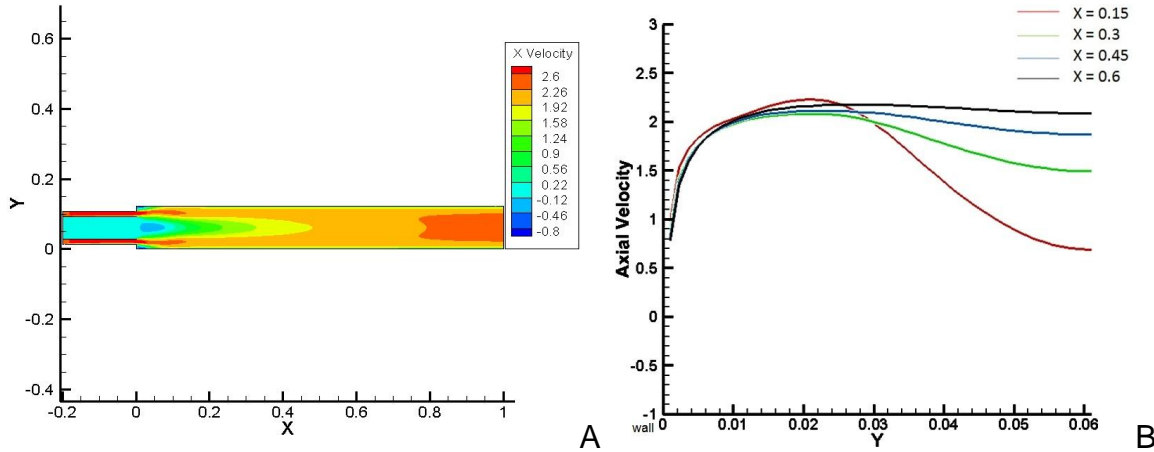 0.6
0.4
0.2
0
-0.2
-0.4
Y
-0.2 0 0.2 0.4 0.6 0.8 1
X
X Velocity
2.6
2.26
1.92
1.58
1.24
0.9
0.56
0.22
-0.12
-0.46
-0.8
A
X = 0.15
X = 0.3
X = 0.45
X = 0.6
3
2.5
2
1.5
1
0.5
0
-0.5
-1
Axial Velocity
wall 0 0.01 0.02 0.03 0.04 0.05 0.06
Y
B